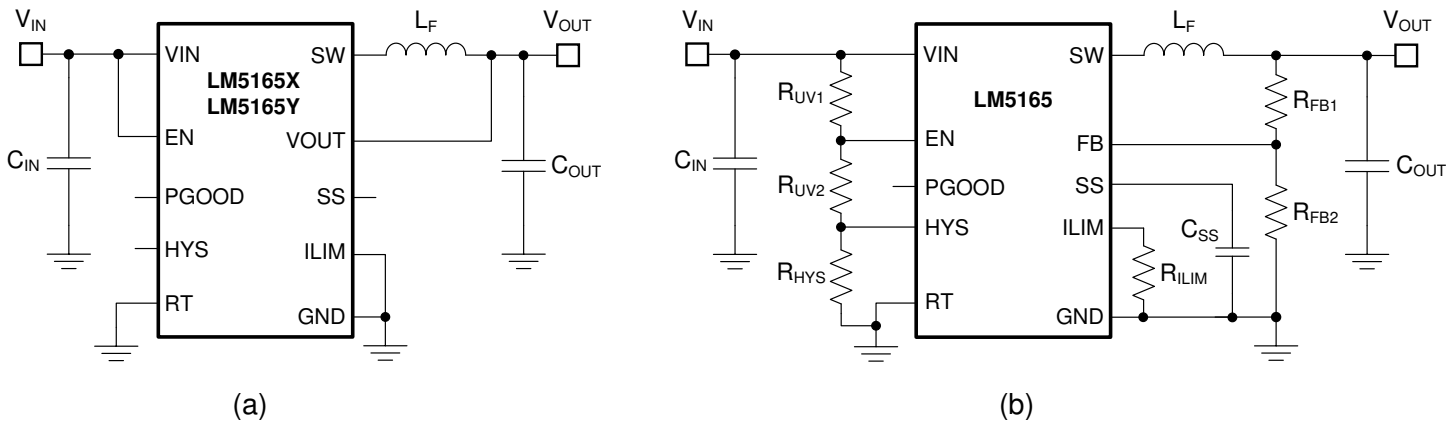 VIN
LF
VOUT
VIN
SW
LM5165X
LM5165Y
EN
VOUT
CIN
COUT
PGOOD
SS
HYS
ILIM
RT
GND
(a)
VIN
LF
VOUT
VIN
SW
RUV1
LM5165
RFB1
EN
FB
CIN
COUT
RUV2
PGOOD
SS
RFB2
HYS
ILIM
CSS
RHYS
RILIM
RT
GND
(b)